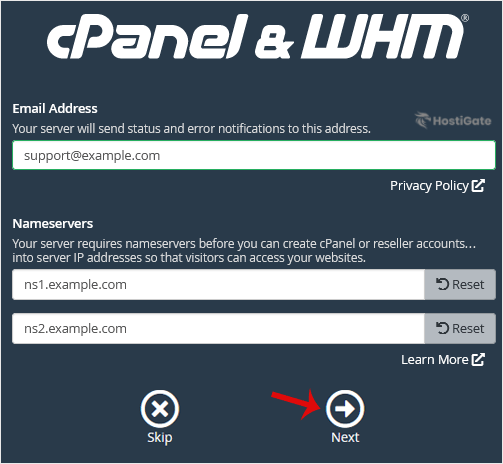 cPanel & WHM®
Email Address
Your server will send status and error notifications to this address.
HostiGate
support@example.com
Privacy Policy
Nameservers
Your server requires nameservers before you can create cPanel or reseller accounts…
into server IP addresses so that visitors can access your websites.
ns1.example.com Reset
ns2.example.com Reset
Learn More
Skip Next